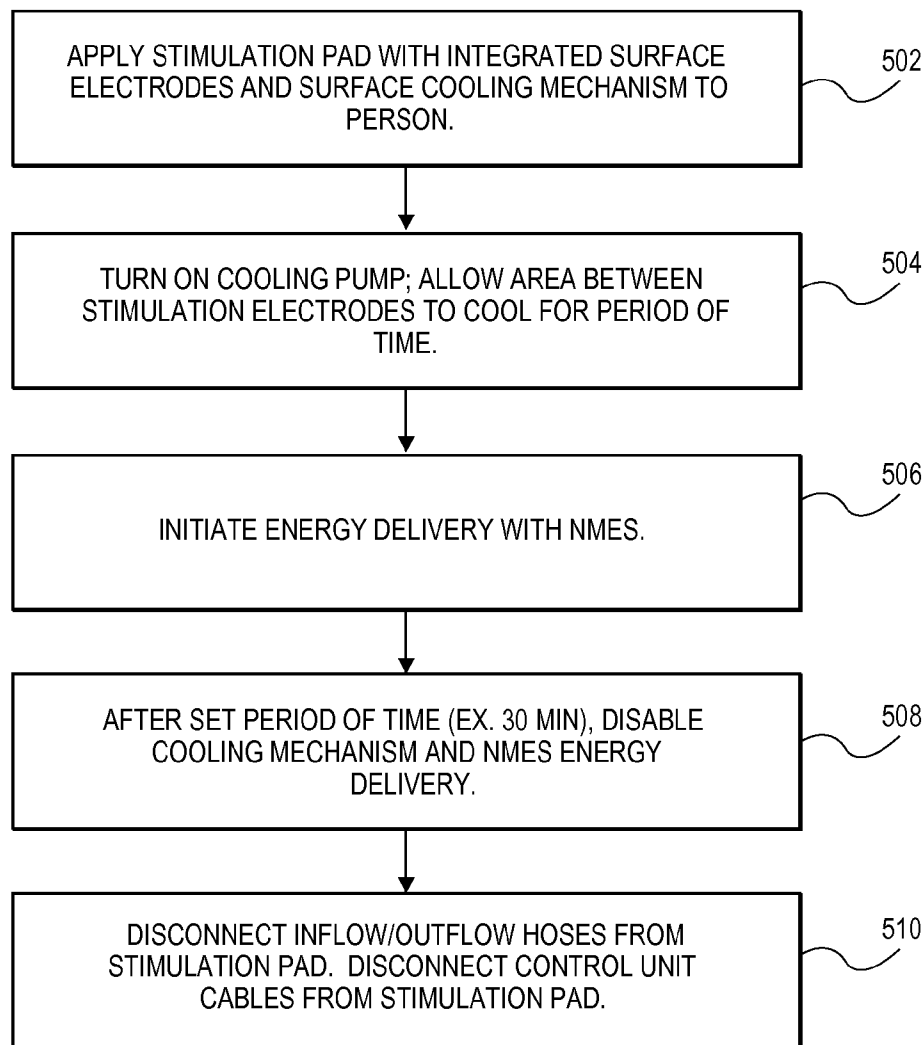 APPLY STIMULATION PAD WITH INTEGRATED SURFACE
ELECTRODES AND SURFACE COOLING MECHANISM TO
PERSON.
502
TURN ON COOLING PUMP; ALLOW AREA BETWEEN
STIMULATION ELECTRODES TO COOL FOR PERIOD OF
TIME.
504
INITIATE ENERGY DELIVERY WITH NMES.
506
AFTER SET PERIOD OF TIME (EX. 30 MIN), DISABLE
COOLING MECHANISM AND NMES ENERGY
DELIVERY.
508
DISCONNECT INFLOW/OUTFLOW HOSES FROM
STIMULATION PAD. DISCONNECT CONTROL UNIT
CABLES FROM STIMULATION PAD.
510